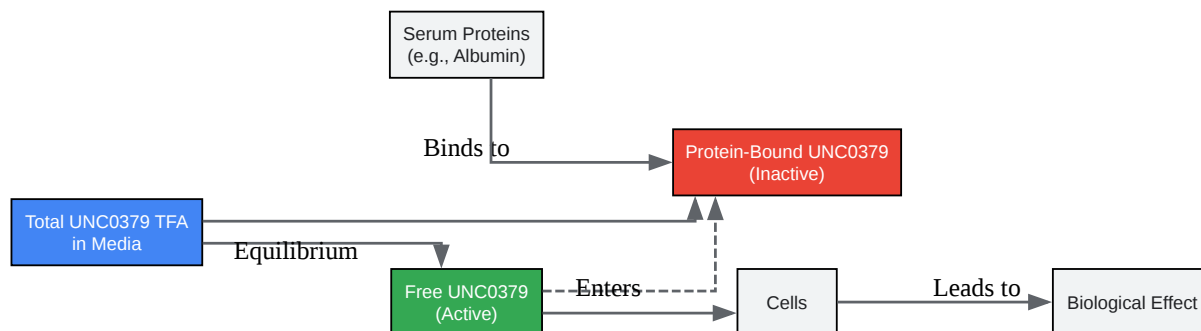 Serum Proteins
(e.g., Albumin)
Binds to
Protein-Bound UNC0379
(Inactive)
Total UNC0379 TFA
in Media
Equilibrium
Free UNC0379
(Active)
Enters
Cells
Leads to
Biological Effect